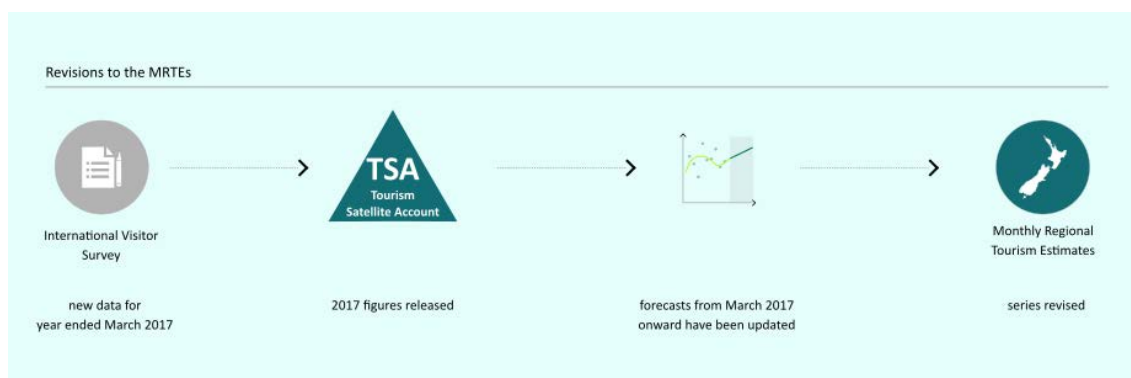 Revisions to the MRTEs
TSA
Tourism
Satellite Account
International Visitor
Survey
Monthly Regional
Tourism Estimates
new data for
year ended March 2017
2017 figures released
forecasts from March 2017
onward have been updated
series revised